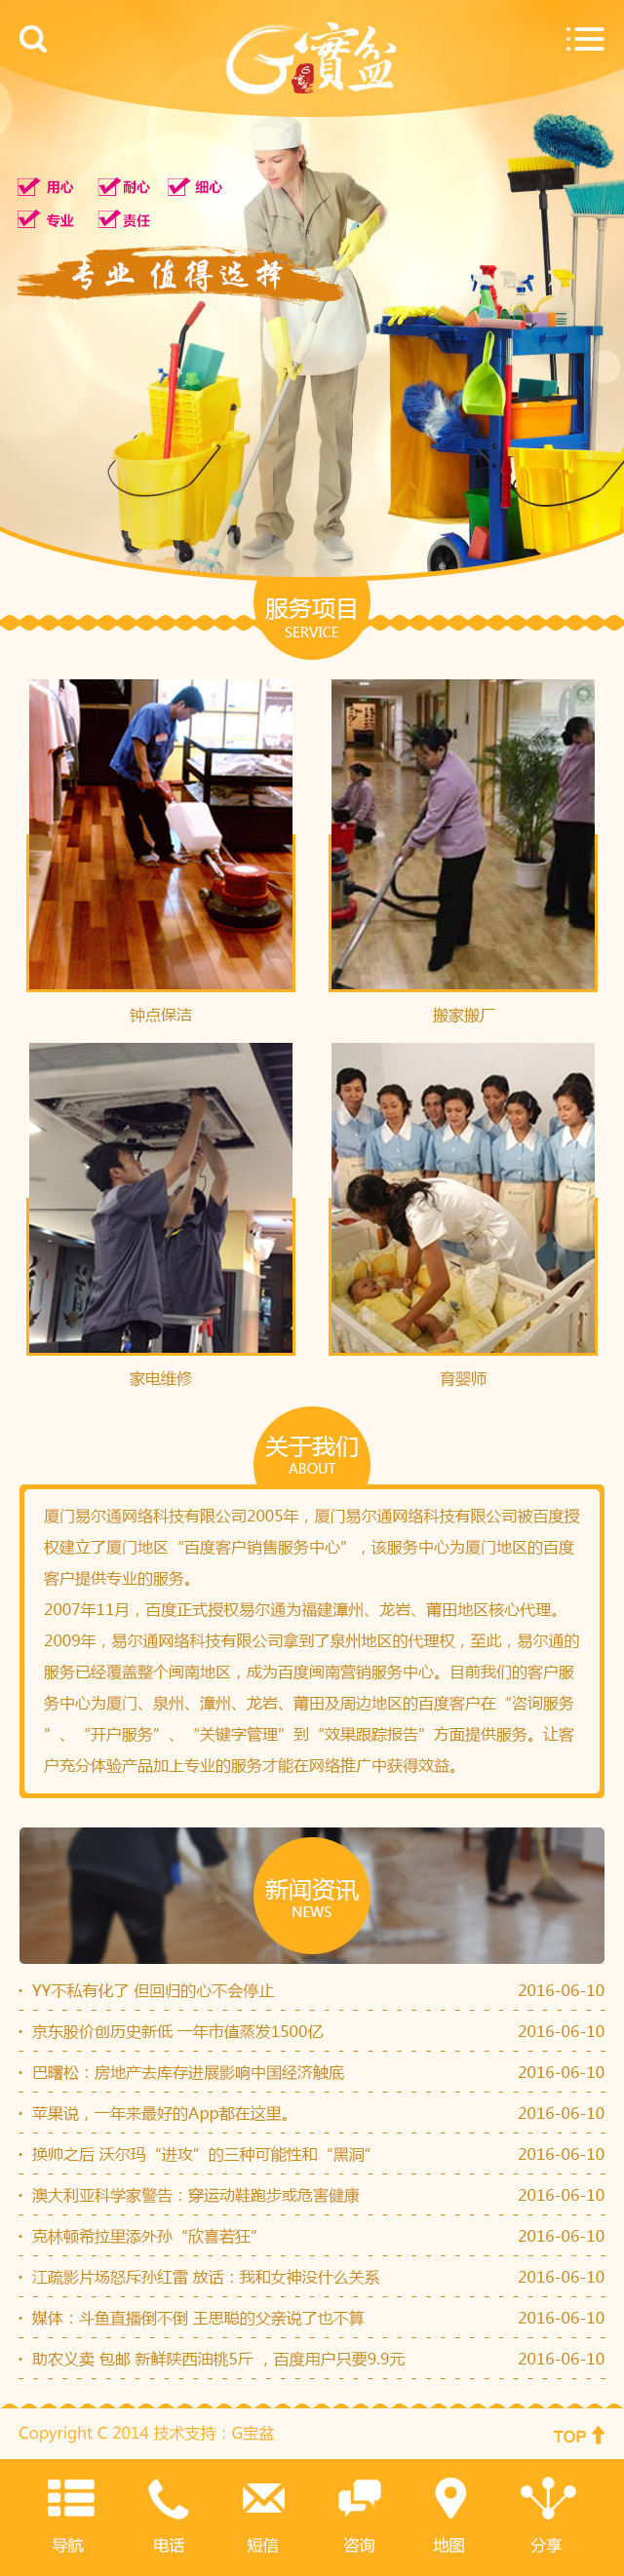 G寶盆
用心 耐心 细心
专业 责任
专业 值得选择
服务项目
SERVICE
钟点保洁
搬家搬厂
家电维修
育婴师
关于我们
ABOUT
厦门易尔通网络科技有限公司2005年，厦门易尔通网络科技有限公司被百度授
权建立了厦门地区“百度客户销售服务中心”，该服务中心为厦门地区的百度
客户提供专业的服务。
2007年11月，百度正式授权易尔通为福建漳州、龙岩、莆田地区核心代理。
2009年，易尔通网络科技有限公司拿到了泉州地区的代理权，至此，易尔通的
服务已经覆盖整个闽南地区，成为百度闽南营销服务中心。目前我们的客户服
务中心为厦门、泉州、漳州、龙岩、莆田及周边地区的百度客户在“咨询服务
”、“开户服务”、“关键字管理”到“效果跟踪报告”方面提供服务。让客
户充分体验产品加上专业的服务才能在网络推广中获得效益。
新闻资讯
NEWS
· YY不私有化了 但回归的心不会停止 2016-06-10
· 京东股价创历史新低 一年市值蒸发1500亿 2016-06-10
· 巴曙松：房地产去库存进展影响中国经济触底 2016-06-10
· 苹果说，一年来最好的App都在这里。 2016-06-10
· 换帅之后 沃尔玛“进攻”的三种可能性和“黑洞” 2016-06-10
· 澳大利亚科学家警告：穿运动鞋跑步或危害健康 2016-06-10
· 克林顿希拉里添外孙“欣喜若狂” 2016-06-10
· 江疏影片场怒斥孙红雷 放话：我和女神没什么关系 2016-06-10
· 媒体：斗鱼直播倒不倒 王思聪的父亲说了也不算 2016-06-10
· 助农义卖 包邮 新鲜陕西油桃5斤 ，百度用户只要9.9元 2016-06-10
Copyright C 2014 技术支持：G宝盆
TOP
导航 电话 短信 咨询 地图 分享